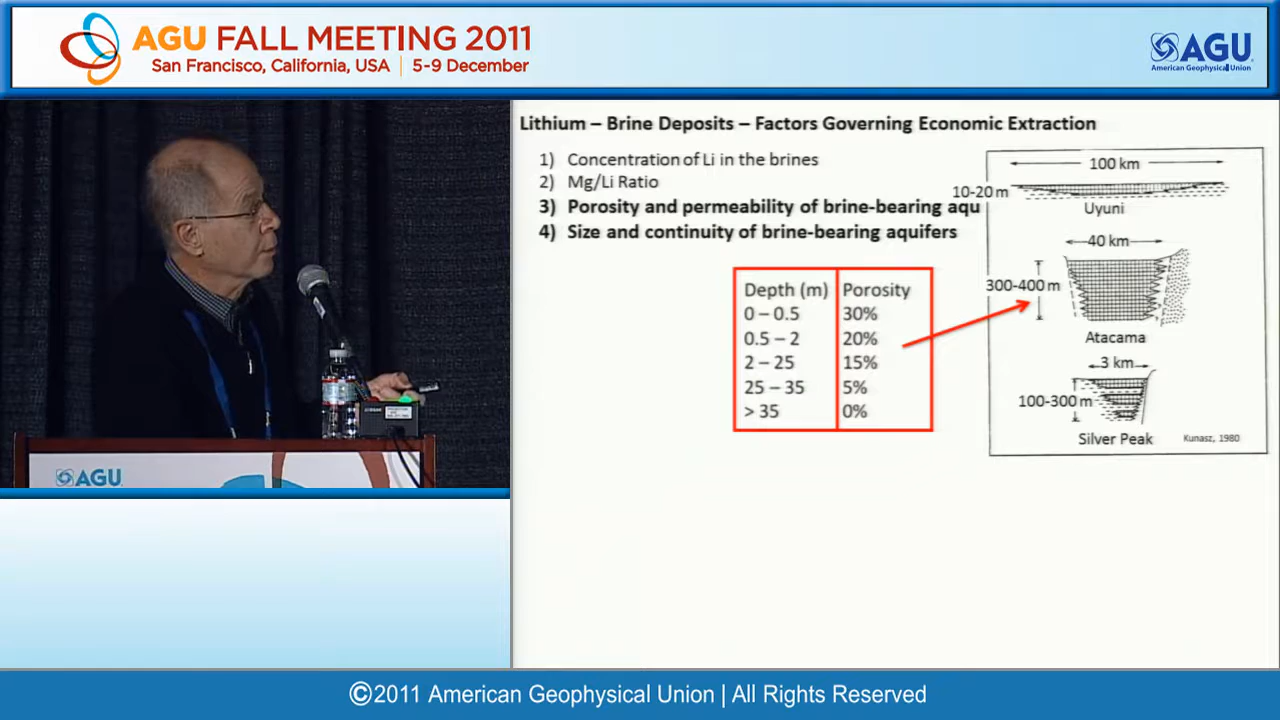 AGU FALL MEETING 2011
San Francisco, California, USA | 5-9 December
AGU
American Geophysical Union
AGU
Lithium – Brine Deposits – Factors Governing Economic Extraction
1) Concentration of Li in the brines
2) Mg/Li Ratio
3) Porosity and permeability of brine-bearing aqu
4) Size and continuity of brine-bearing aquifers
Depth (m) Porosity
0 – 0.5 30%
0.5 – 2 20%
2 – 25 15%
25 – 35 5%
> 35 0%
100 km
10-20 m
Uyuni
40 km
300-400 m
Atacama
3 km
100-300 m
Silver Peak
Kunasz, 1980
©2011 American Geophysical Union | All Rights Reserved